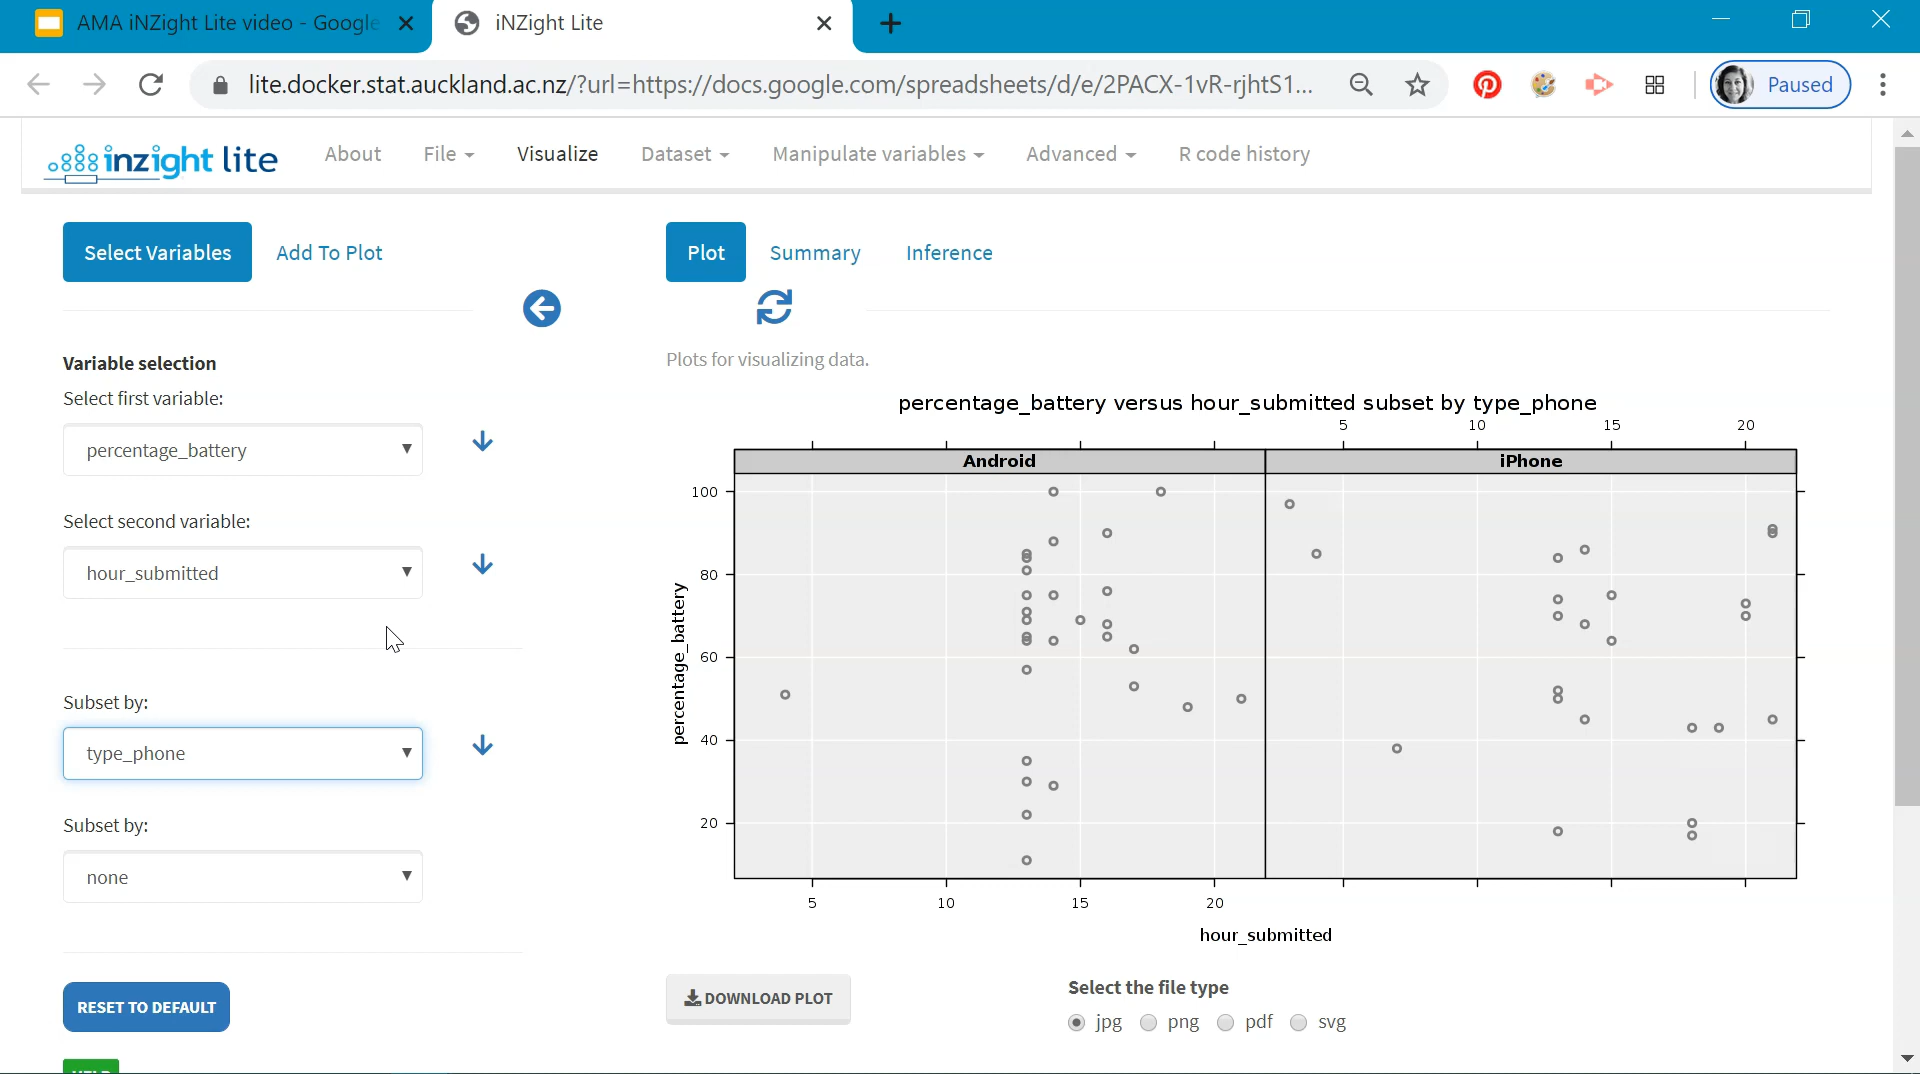 AMA iNZight Lite video - Google
iNZight Lite
lite.docker.stat.auckland.ac.nz/?url=https://docs.google.com/spreadsheets/d/e/2PACX-1vR-rjhtS1...
Paused
inzight lite
About File Visualize Dataset Manipulate variables Advanced R code history
Select Variables Add To Plot
Plot Summary Inference
Variable selection
Select first variable:
percentage_battery
Select second variable:
hour_submitted
Subset by:
type_phone
Subset by:
none
RESET TO DEFAULT
HELP
Plots for visualizing data.
percentage_battery versus hour_submitted subset by type_phone
5 10 15 20
Android iPhone
100
80
60
40
20
percentage_battery
5 10 15 20
hour_submitted
DOWNLOAD PLOT
Select the file type
jpg png pdf svg